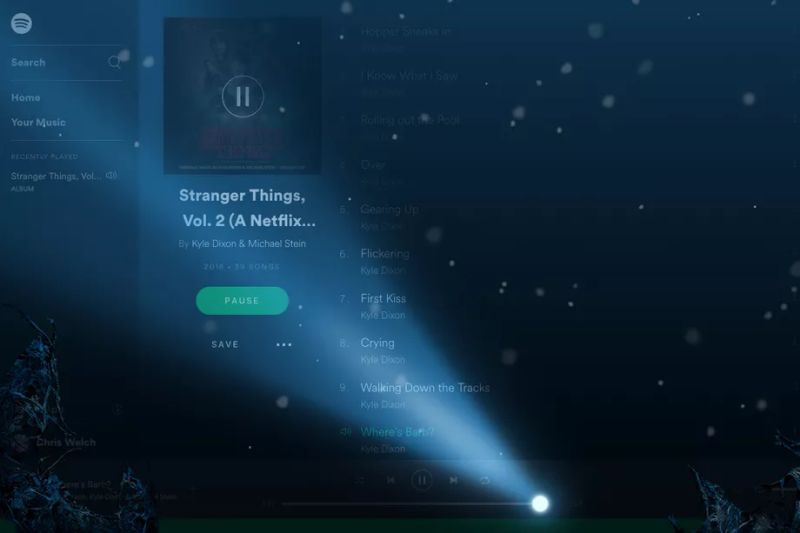 Search
Home
Your Music
RECENTLY PLAYED
Stranger Things, Vol...
ALBUM
Chris Welch
Where's Barb?
Stranger Things,
Vol. 2 (A Netflix...
By Kyle Dixon & Michael Stein
2016 • 39 SONGS
PAUSE
SAVE
Hopper Sneaks In
I Know What I Saw
Rolling out the Pool
4. Over
5. Gearing Up
6. Flickering
Kyle Dixon
7. First Kiss
Kyle Dixon
8. Crying
Kyle Dixon
9. Walking Down the Tracks
Kyle Dixon
Where's Barb?
Kyle Dixon